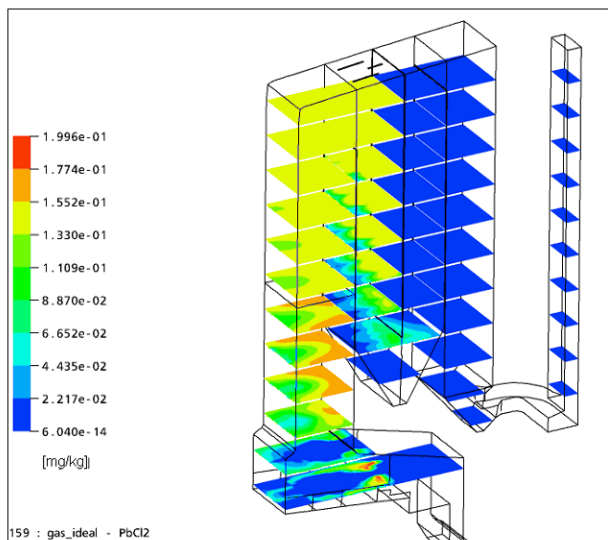 1.996e-01
1.774e-01
1.552e-01
1.330e-01
1.109e-01
8.870e-02
6.652e-02
4.435e-02
2.217e-02
6.040e-14
[mg/kg]
159 : gas_ideal - PbCl2